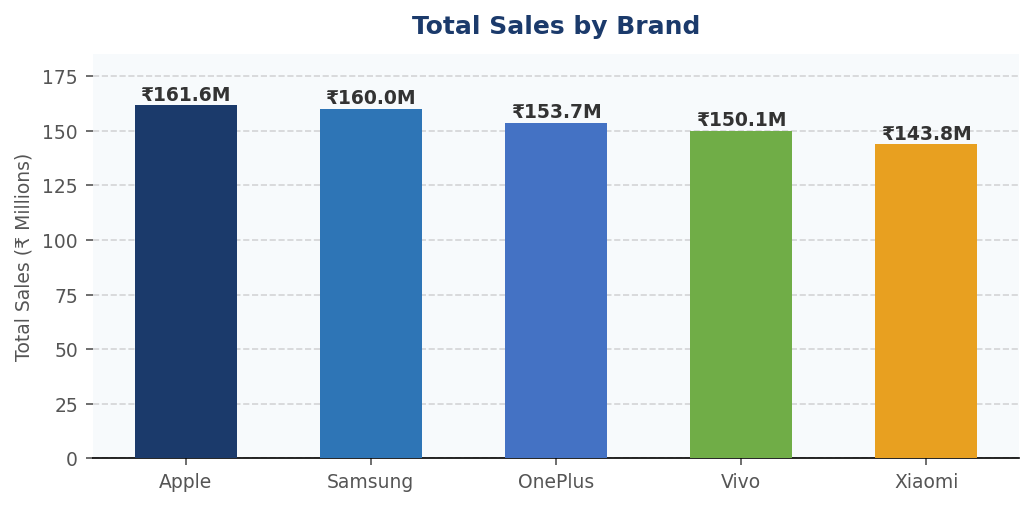 Total Sales by Brand
Total Sales (₹ Millions)
175
150
125
100
75
50
25
0
₹161.6M
₹160.0M
₹153.7M
₹150.1M
₹143.8M
Apple
Samsung
OnePlus
Vivo
Xiaomi